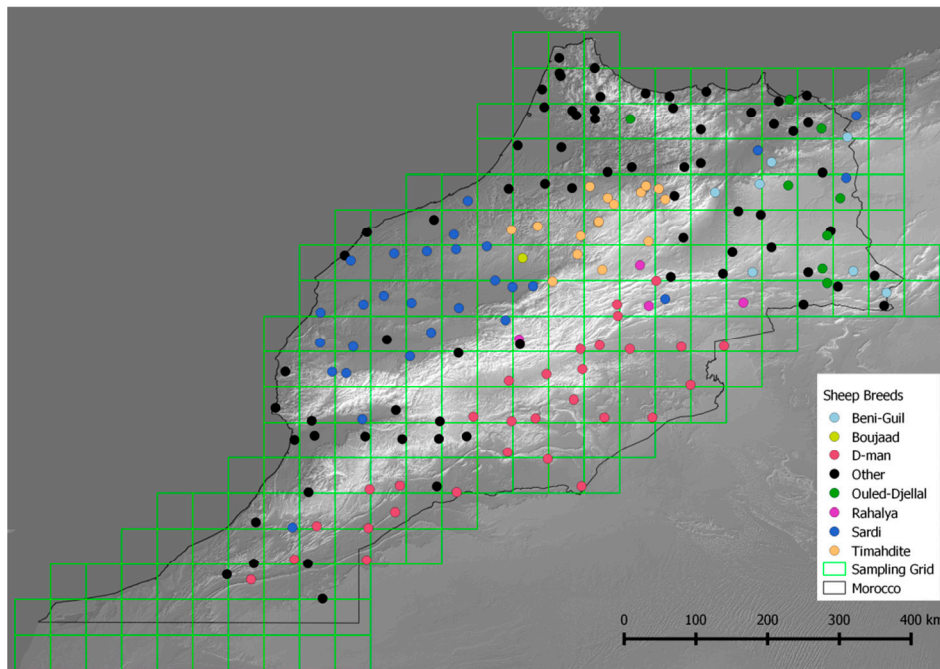 Sheep Breeds
Beni-Guil
Boujaad
D-man
Other
Ouled-Djellal
Rahalya
Sardi
Timahdite
Sampling Grid
Morocco
0 100 200 300 400 km